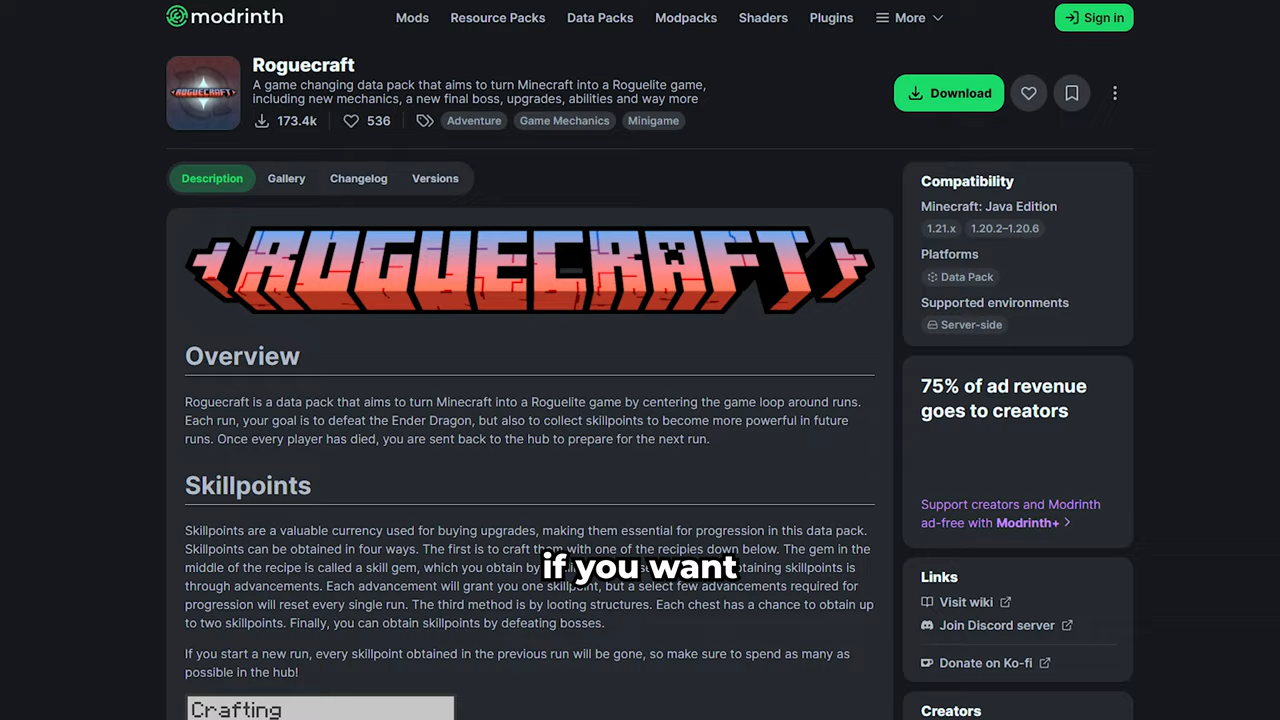 modrinth
Mods
Resource Packs
Data Packs
Modpacks
Shaders
Plugins
More
Sign in
ROGUECRAFT
Roguecraft
A game changing data pack that aims to turn Minecraft into a Roguelite game,
including new mechanics, a new final boss, upgrades, abilities and way more
173.4k
536
Adventure
Game Mechanics
Minigame
Download
Description
Gallery
Changelog
Versions
ROGUECRAFT
Overview
Roguecraft is a data pack that aims to turn Minecraft into a Roguelite game by centering the game loop around runs.
Each run, your goal is to defeat the Ender Dragon, but also to collect skillpoints to become more powerful in future
runs. Once every player has died, you are sent back to the hub to prepare for the next run.
Skillpoints
Skillpoints are a valuable currency used for buying upgrades, making them essential for progression in this data pack.
Skillpoints can be obtained in four ways. The first is to craft them with one of the recipies down below. The gem in the
middle of the recipe is called a skill gem, which you obtain by
obtaining skillpoints is
through advancements. Each advancement will grant you one skillpoint, but a select few advancements required for
progression will reset every single run. The third method is by looting structures. Each chest has a chance to obtain up
to two skillpoints. Finally, you can obtain skillpoints by defeating bosses.
If you start a new run, every skillpoint obtained in the previous run will be gone, so make sure to spend as many as
possible in the hub!
Crafting
if you want
Compatibility
Minecraft: Java Edition
1.21.x
1.20.2–1.20.6
Platforms
Data Pack
Supported environments
Server-side
75% of ad revenue
goes to creators
Support creators and Modrinth
ad-free with Modrinth+
Links
Visit wiki
Join Discord server
Donate on Ko-fi
Creators